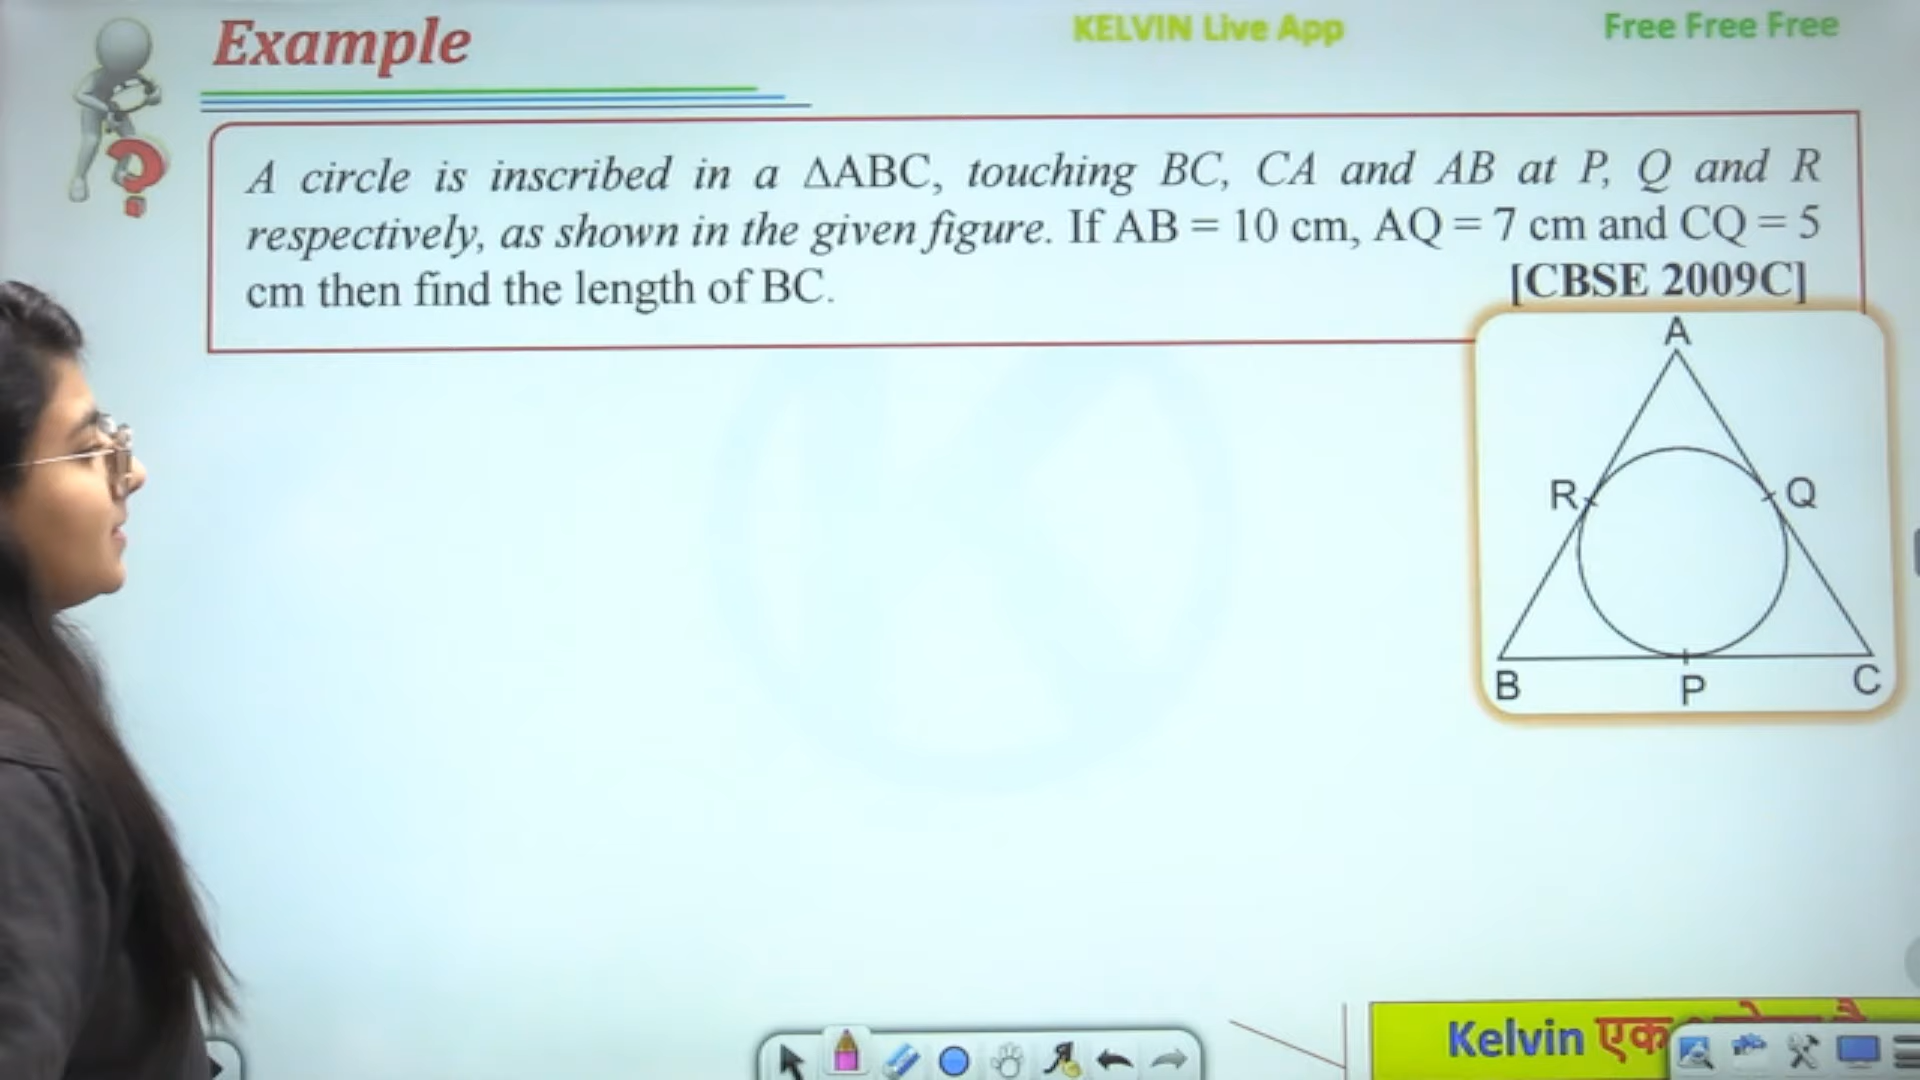 Example
KELVIN Live App
Free Free Free
A circle is inscribed in a ΔABC, touching BC, CA and AB at P, Q and R
respectively, as shown in the given figure. If AB = 10 cm, AQ = 7 cm and CQ = 5
cm then find the length of BC.
[CBSE 2009C]
A
R
Q
B
P
C
Kelvin एक